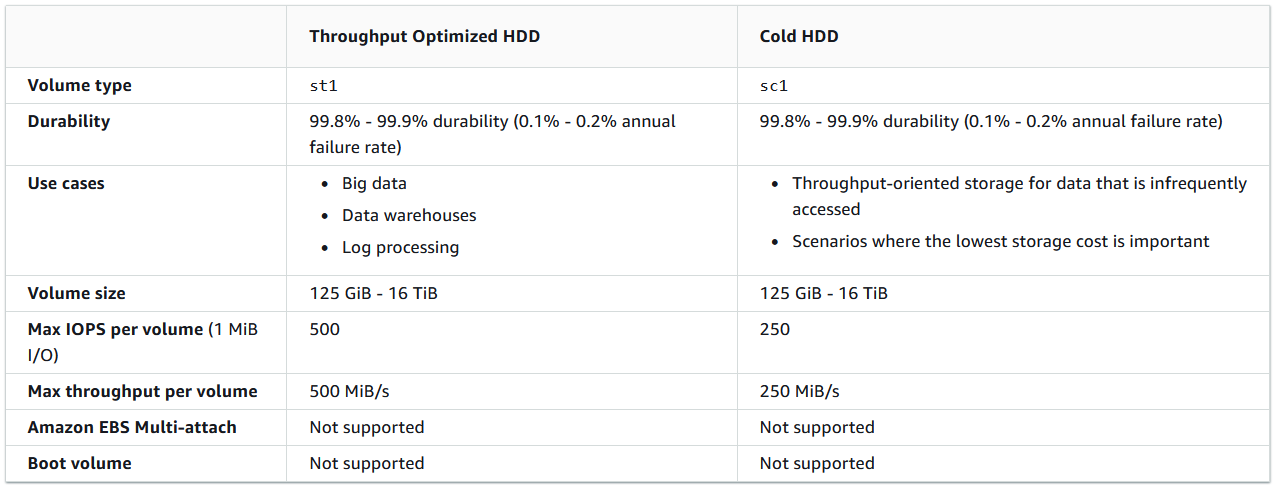 Throughput Optimized HDD Cold HDD
Volume type st1 sc1
Durability 99.8% - 99.9% durability (0.1% - 0.2% annual failure rate) 99.8% - 99.9% durability (0.1% - 0.2% annual failure rate)
Use cases
• Big data
• Data warehouses
• Log processing
• Throughput-oriented storage for data that is infrequently
accessed
• Scenarios where the lowest storage cost is important
Volume size 125 GiB - 16 TiB 125 GiB - 16 TiB
Max IOPS per volume (1 MiB I/O) 500 250
Max throughput per volume 500 MiB/s 250 MiB/s
Amazon EBS Multi-attach Not supported Not supported
Boot volume Not supported Not supported